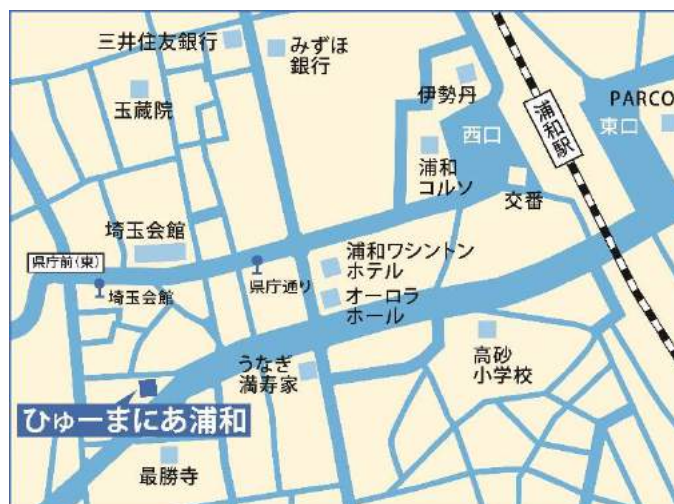 三井住友銀行
みずほ
銀行
玉蔵院
伊勢丹
西口
浦和
コルソ
交番
浦和駅
PARCO
東口
埼玉会館
県庁前(東)
埼玉会館
県庁通り
浦和ワシントン
ホテル
オーロラ
ホール
うなぎ
満寿家
高砂
小学校
ひゅーまにあ浦和
最勝寺